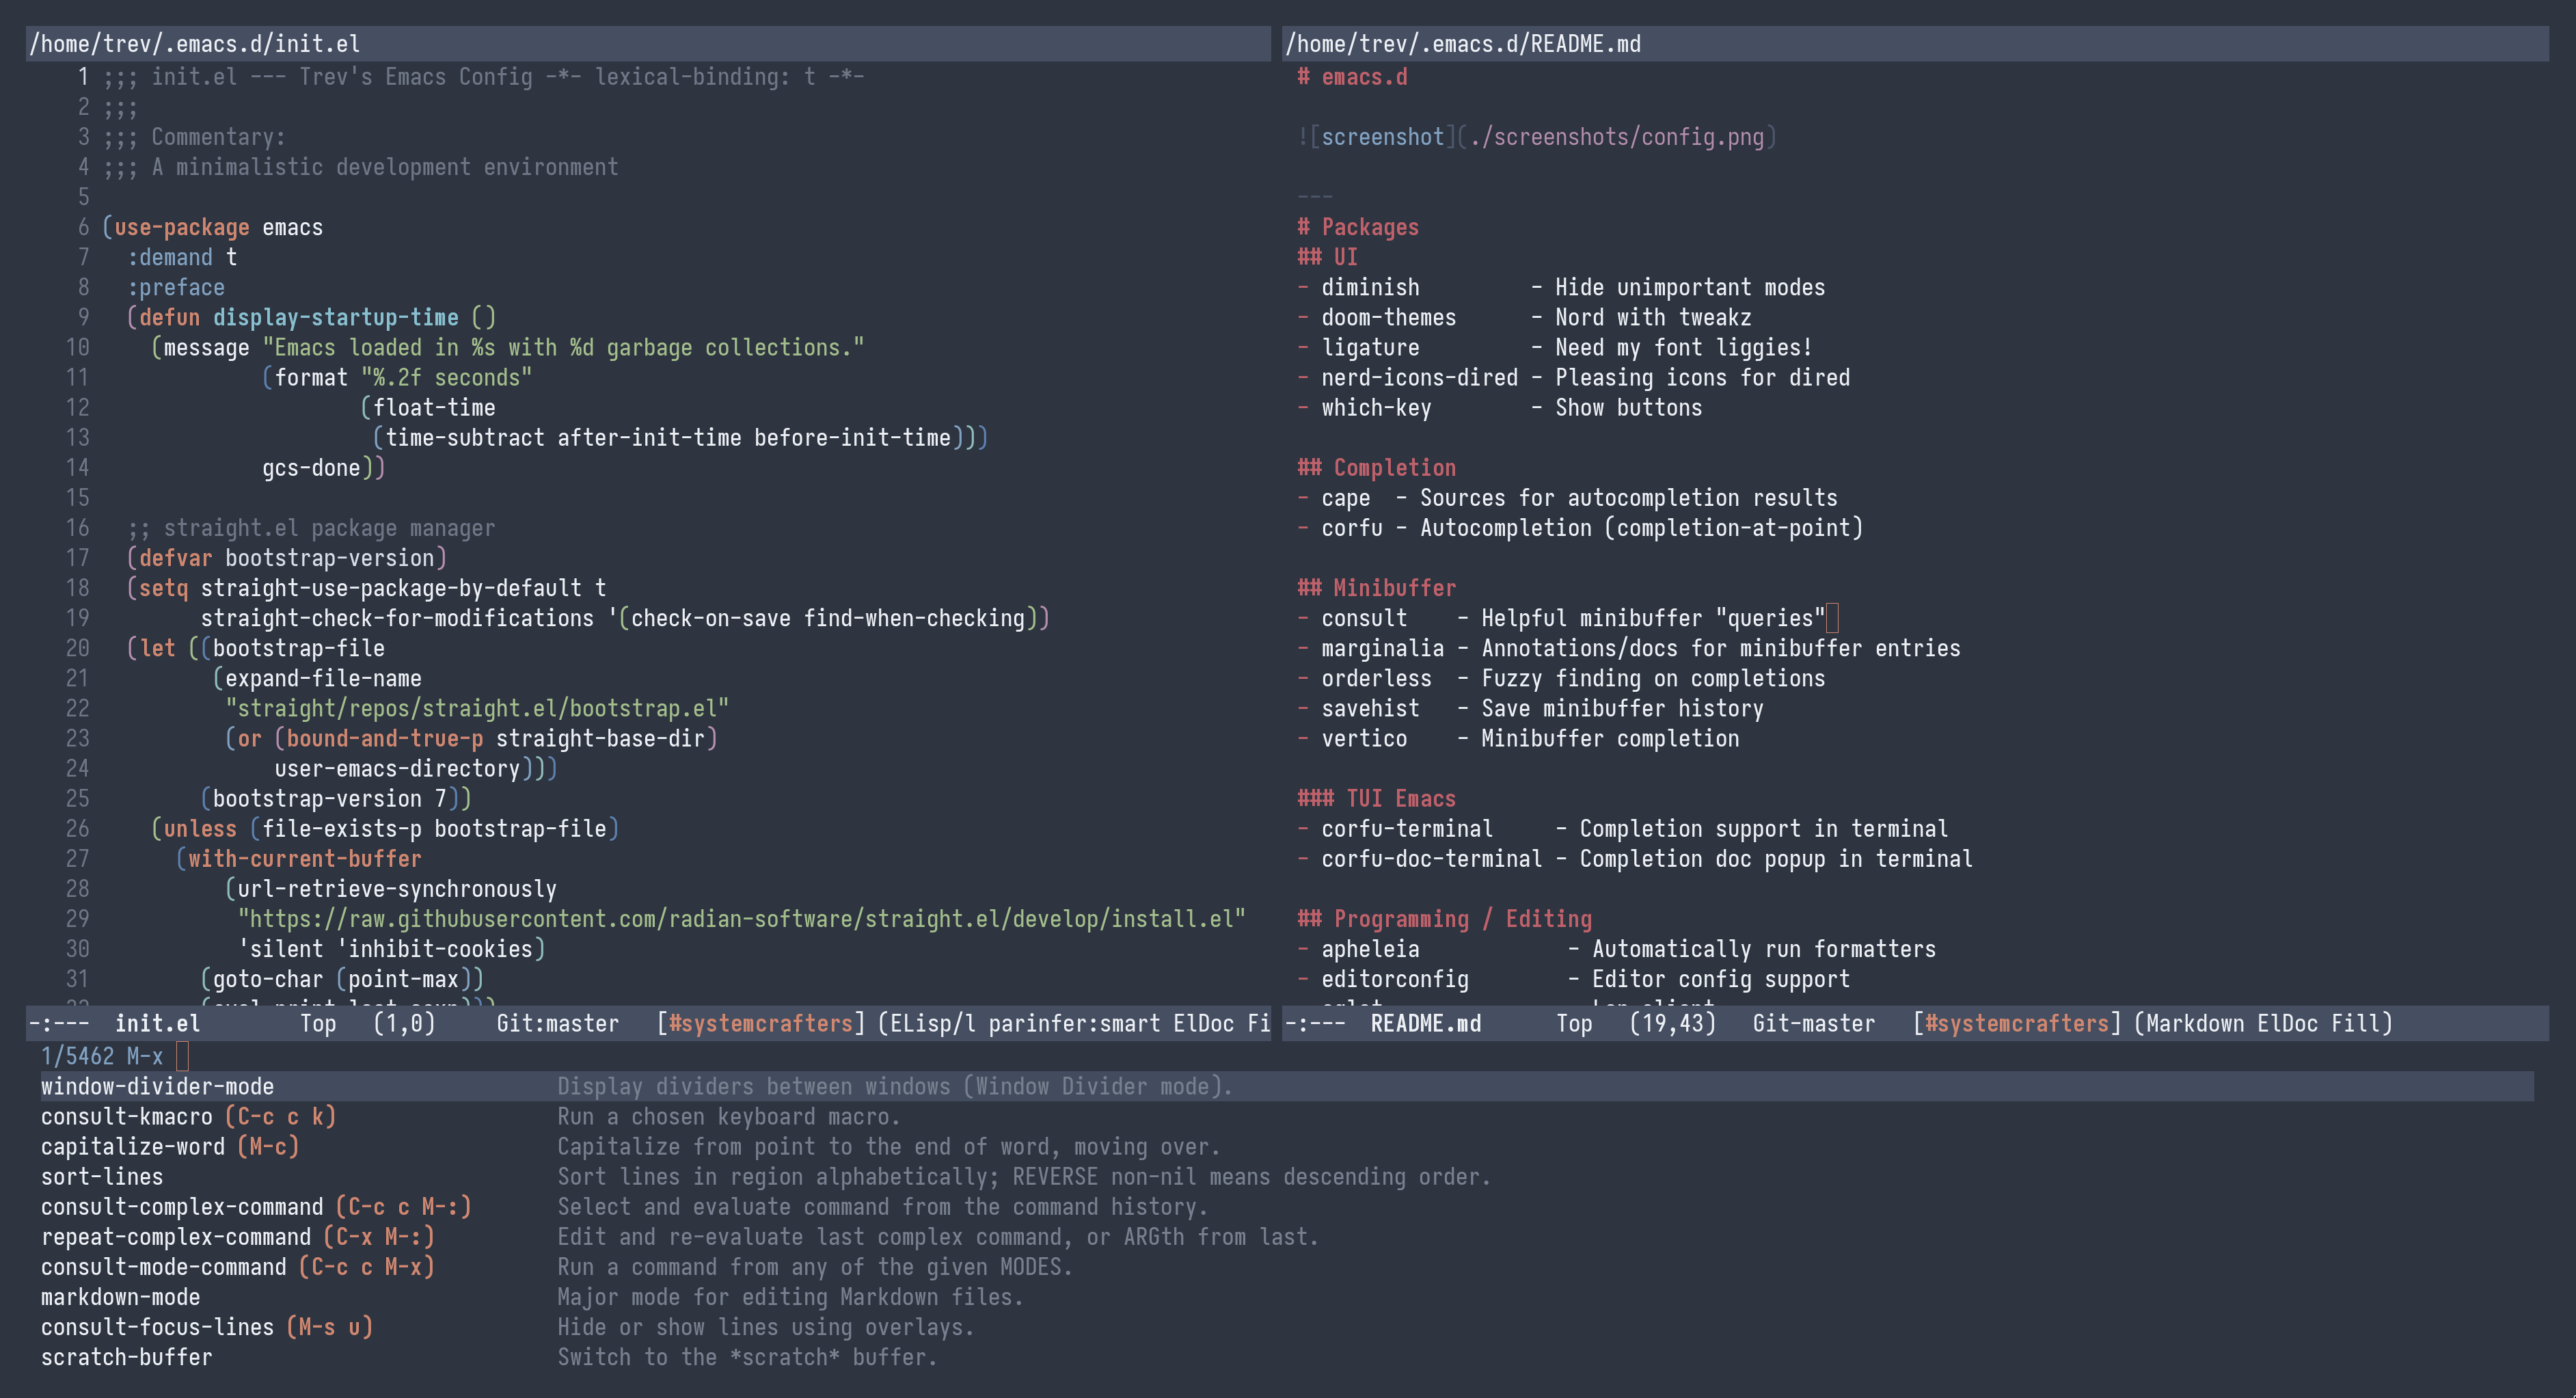 /home/trev/.emacs.d/init.el
1 ;;; init.el --- Trev's Emacs Config -*- lexical-binding: t -*-
2 ;;;
3 ;;; Commentary:
4 ;;; A minimalistic development environment
5
6 (use-package emacs
7   :demand t
8   :preface
9   (defun display-startup-time ()
10     (message "Emacs loaded in %s with %d garbage collections."
11              (format "%.2f seconds"
12                      (float-time
13                       (time-subtract after-init-time before-init-time)))
14              gcs-done))
15
16   ;; straight.el package manager
17   (defvar bootstrap-version)
18   (setq straight-use-package-by-default t
19         straight-check-for-modifications '(check-on-save find-when-checking))
20   (let ((bootstrap-file
21          (expand-file-name
22           "straight/repos/straight.el/bootstrap.el"
23           (or (bound-and-true-p straight-base-dir)
24               user-emacs-directory)))
25         (bootstrap-version 7))
26     (unless (file-exists-p bootstrap-file)
27       (with-current-buffer
28           (url-retrieve-synchronously
29            "https://raw.githubusercontent.com/radian-software/straight.el/develop/install.el"
30            'silent 'inhibit-cookies)
31         (goto-char (point-max))
-:---  init.el        Top   (1,0)     Git:master   [#systemcrafters] (ELisp/l parinfer:smart ElDoc Fi
/home/trev/.emacs.d/README.md
# emacs.d
![screenshot](./screenshots/config.png)
---
# Packages
## UI
- diminish         - Hide unimportant modes
- doom-themes      - Nord with tweakz
- ligature         - Need my font liggies!
- nerd-icons-dired - Pleasing icons for dired
- which-key        - Show buttons
## Completion
- cape  - Sources for autocompletion results
- corfu - Autocompletion (completion-at-point)
## Minibuffer
- consult    - Helpful minibuffer "queries"
- marginalia - Annotations/docs for minibuffer entries
- orderless  - Fuzzy finding on completions
- savehist   - Save minibuffer history
- vertico    - Minibuffer completion
### TUI Emacs
- corfu-terminal     - Completion support in terminal
- corfu-doc-terminal - Completion doc popup in terminal
## Programming / Editing
- apheleia            - Automatically run formatters
- editorconfig        - Editor config support
-:---  README.md      Top   (19,43)   Git-master   [#systemcrafters] (Markdown ElDoc Fill)
1/5462 M-x
window-divider-mode                       Display dividers between windows (Window Divider mode).
consult-kmacro (C-c c k)                  Run a chosen keyboard macro.
capitalize-word (M-c)                     Capitalize from point to the end of word, moving over.
sort-lines                                Sort lines in region alphabetically; REVERSE non-nil means descending order.
consult-complex-command (C-c c M-:)       Select and evaluate command from the command history.
repeat-complex-command (C-x M-:)          Edit and re-evaluate last complex command, or ARGth from last.
consult-mode-command (C-c c M-x)          Run a command from any of the given MODES.
markdown-mode                             Major mode for editing Markdown files.
consult-focus-lines (M-s u)               Hide or show lines using overlays.
scratch-buffer                            Switch to the *scratch* buffer.